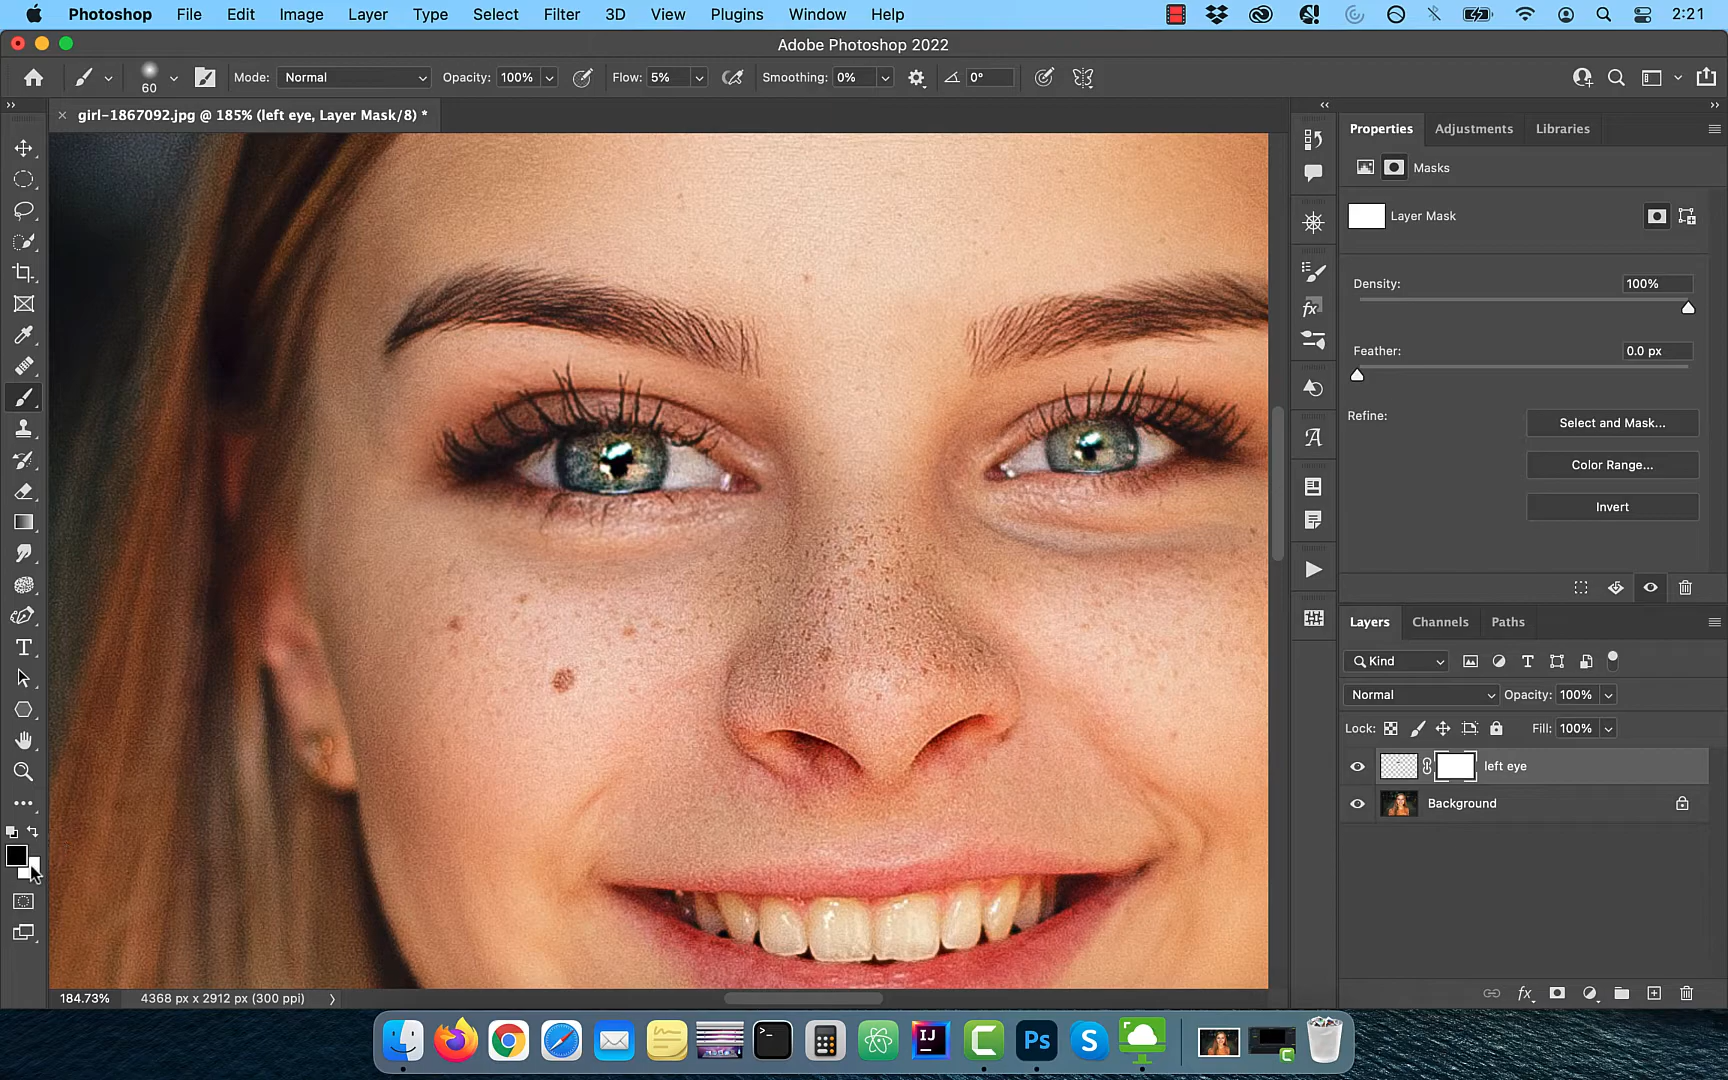 Photoshop File Edit Image Layer Type Select Filter 3D View Plugins Window Help 2:21
Adobe Photoshop 2022
60 Mode: Normal Opacity: 100% Flow: 5% Smoothing: 0% 0°
girl-1867092.jpg @ 185% (left eye, Layer Mask/8) *
Properties Adjustments Libraries
Masks
Layer Mask
Density: 100%
Feather: 0.0 px
Refine: Select and Mask...
Color Range...
Invert
Layers Channels Paths
Kind
Normal Opacity: 100%
Lock: Fill: 100%
left eye
Background
184.73% 4368 px x 2912 px (300 ppi)
IJ
Ps